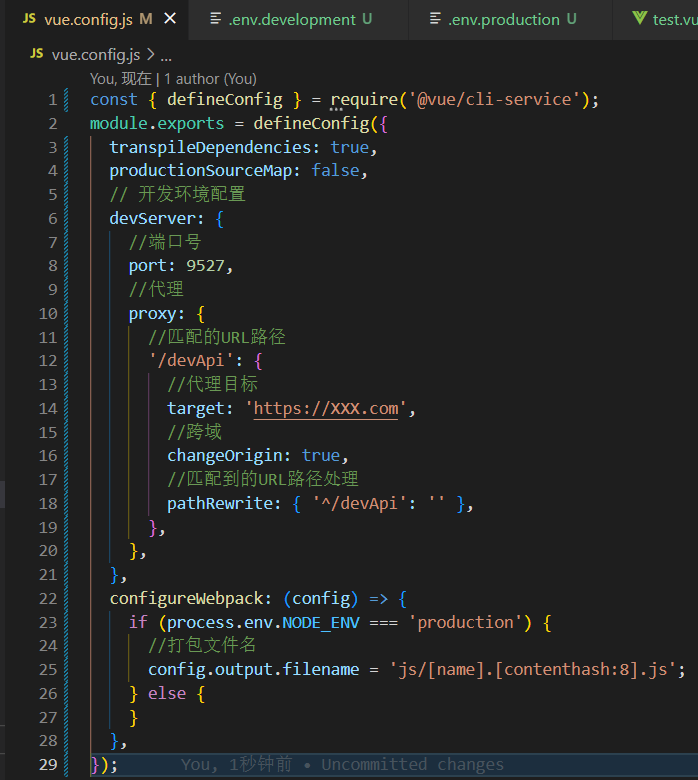 JS vue.config.js M ×
.env.development U
.env.production U
test.vu
JS vue.config.js > ...
You, 现在 | 1 author (You)
1 const { defineConfig } = require('@vue/cli-service');
2 module.exports = defineConfig({
3 transpileDependencies: true,
4 productionSourceMap: false,
5 // 开发环境配置
6 devServer: {
7 //端口号
8 port: 9527,
9 //代理
10 proxy: {
11 //匹配的URL路径
12 '/devApi': {
13 //代理目标
14 target: 'https://XXX.com',
15 //跨域
16 changeOrigin: true,
17 //匹配到的URL路径处理
18 pathRewrite: { '^/devApi': '' },
19 },
20 },
21 },
22 configureWebpack: (config) => {
23 if (process.env.NODE_ENV === 'production') {
24 //打包文件名
25 config.output.filename = 'js/[name].[contenthash:8].js';
26 } else {
27 }
28 },
29 }); You, 1秒钟前 • Uncommitted changes